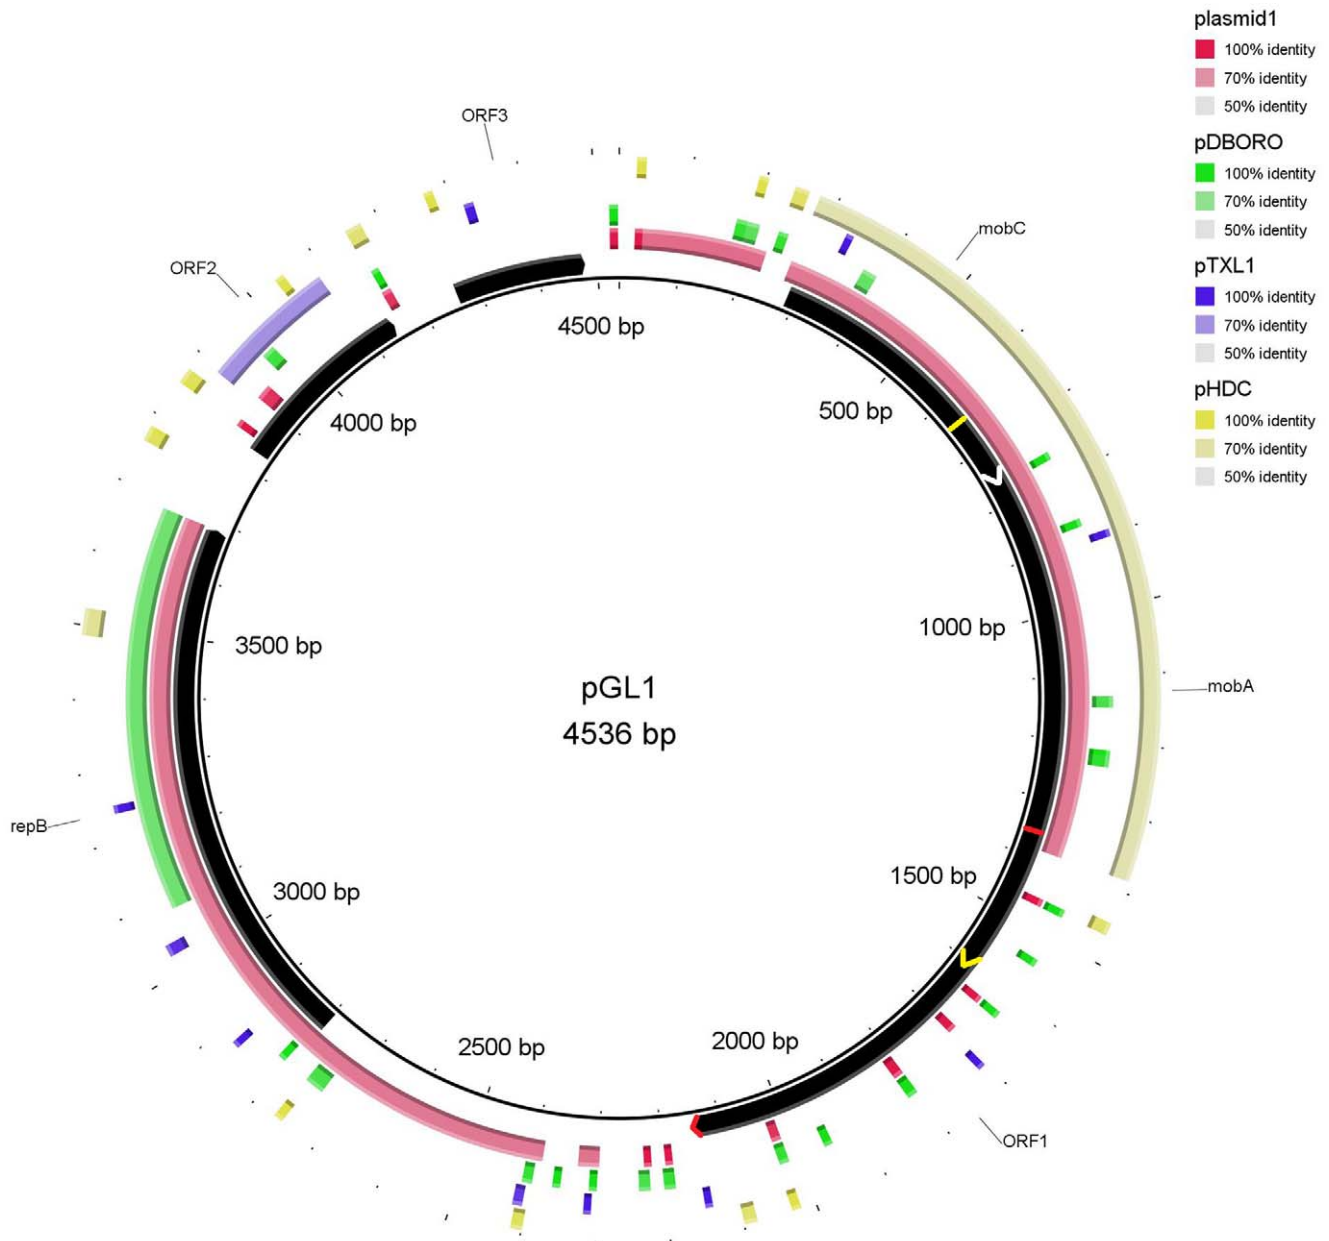 plasmid1
100% identity
70% identity
50% identity
pDBORO
100% identity
70% identity
50% identity
pTXL1
100% identity
70% identity
50% identity
pHDC
100% identity
70% identity
50% identity
ORF3
mobC
ORF2
4500 bp
4000 bp
500 bp
3500 bp
1000 bp
pGL1
4536 bp
mobA
repB
3000 bp
1500 bp
2500 bp
2000 bp
ORF1